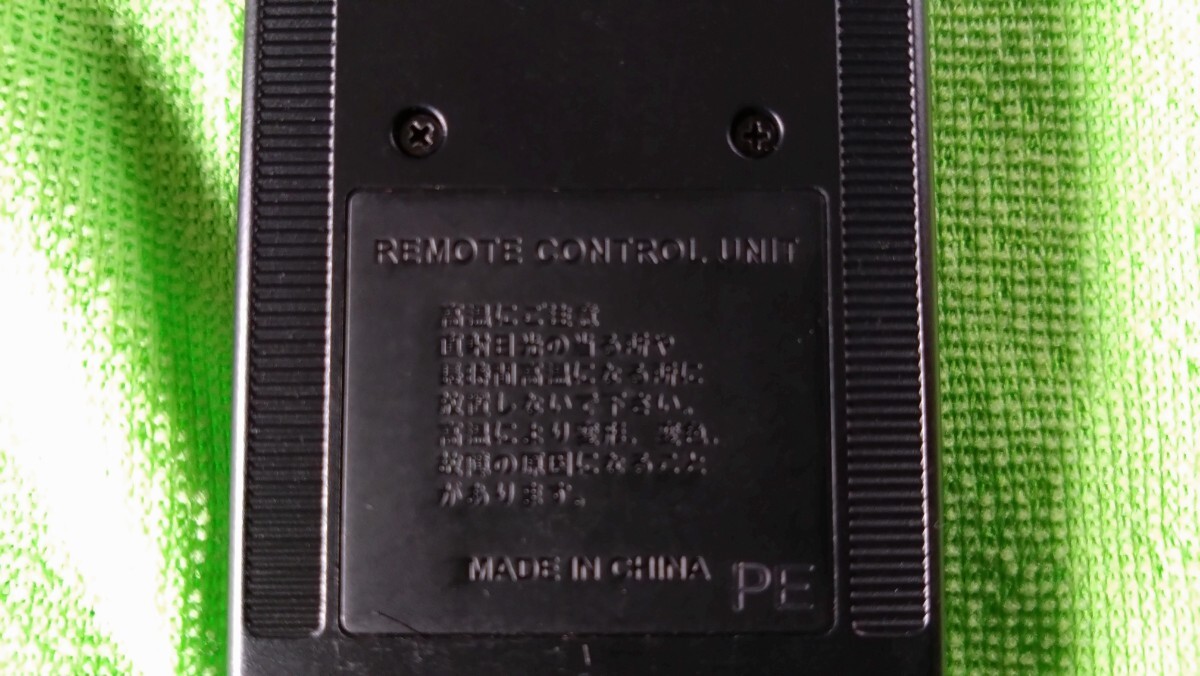 REMOTE CONTROL UNIT
高温にご注意
直射日光の当る所や
長時間高温になる所に
放置しないで下さい。
高温により変形、変色、
故障の原因になること
があります。
MADE IN CHINA
PE